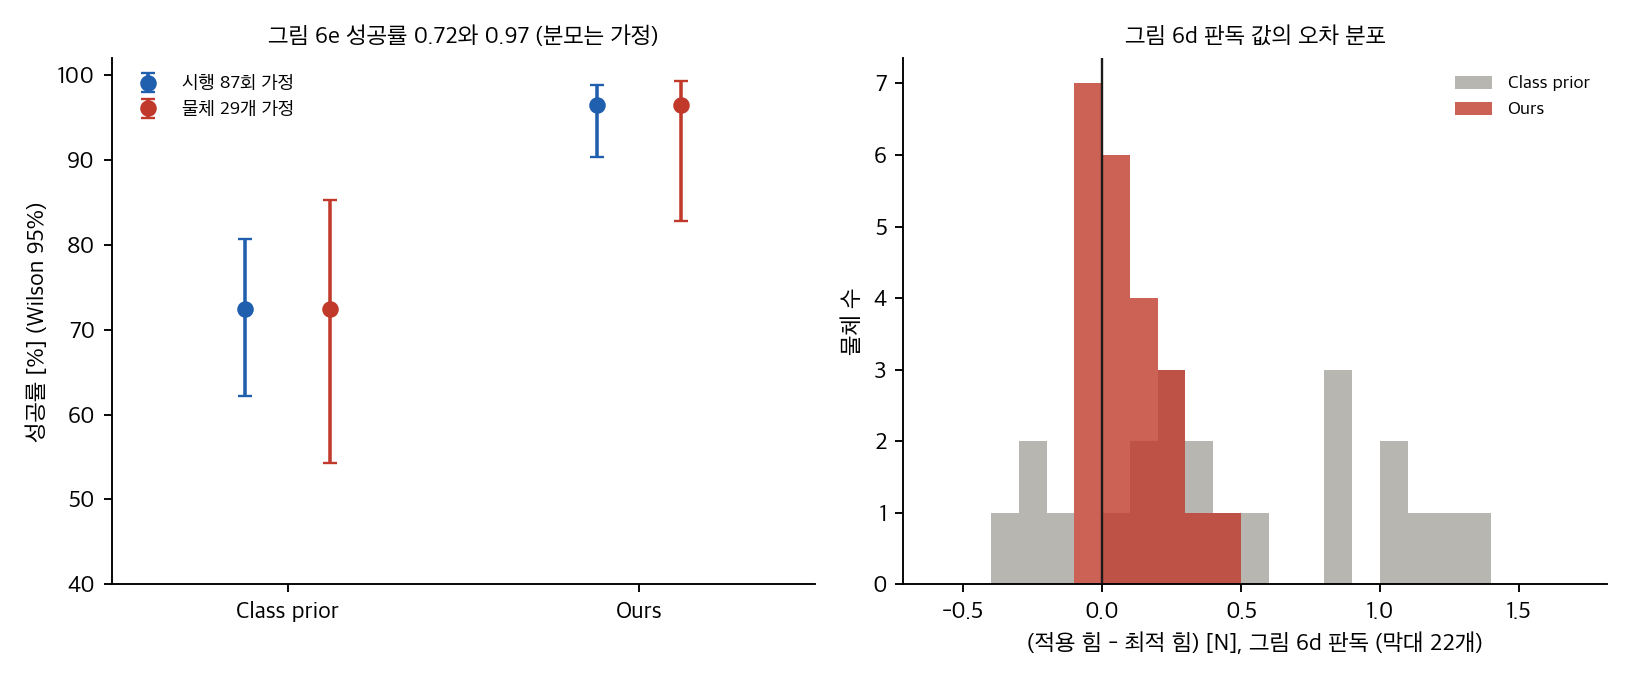 그림 6e 성공률 0.72와 0.97 (분모는 가정)
시행 87회 가정
물체 29개 가정
성공률 [%] (Wilson 95%)
100
90
80
70
60
50
40
Class prior
Ours
그림 6d 판독 값의 오차 분포
Class prior
Ours
물체 수
7
6
5
4
3
2
1
0
-0.5
0.0
0.5
1.0
1.5
(적용 힘 - 최적 힘) [N], 그림 6d 판독 (막대 22개)